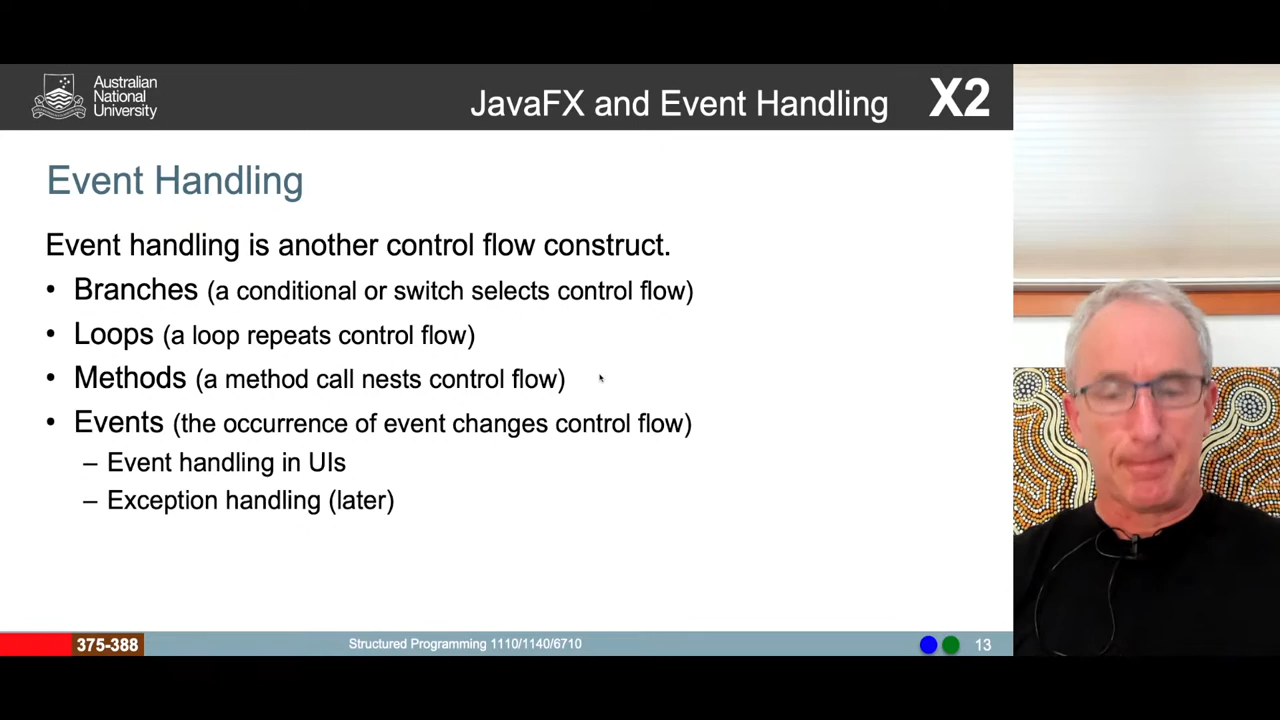 Australian
National
University
JavaFX and Event Handling X2
Event Handling
Event handling is another control flow construct.
• Branches (a conditional or switch selects control flow)
• Loops (a loop repeats control flow)
• Methods (a method call nests control flow)
• Events (the occurrence of event changes control flow)
– Event handling in UIs
– Exception handling (later)
375-388 Structured Programming 1110/1140/6710 13